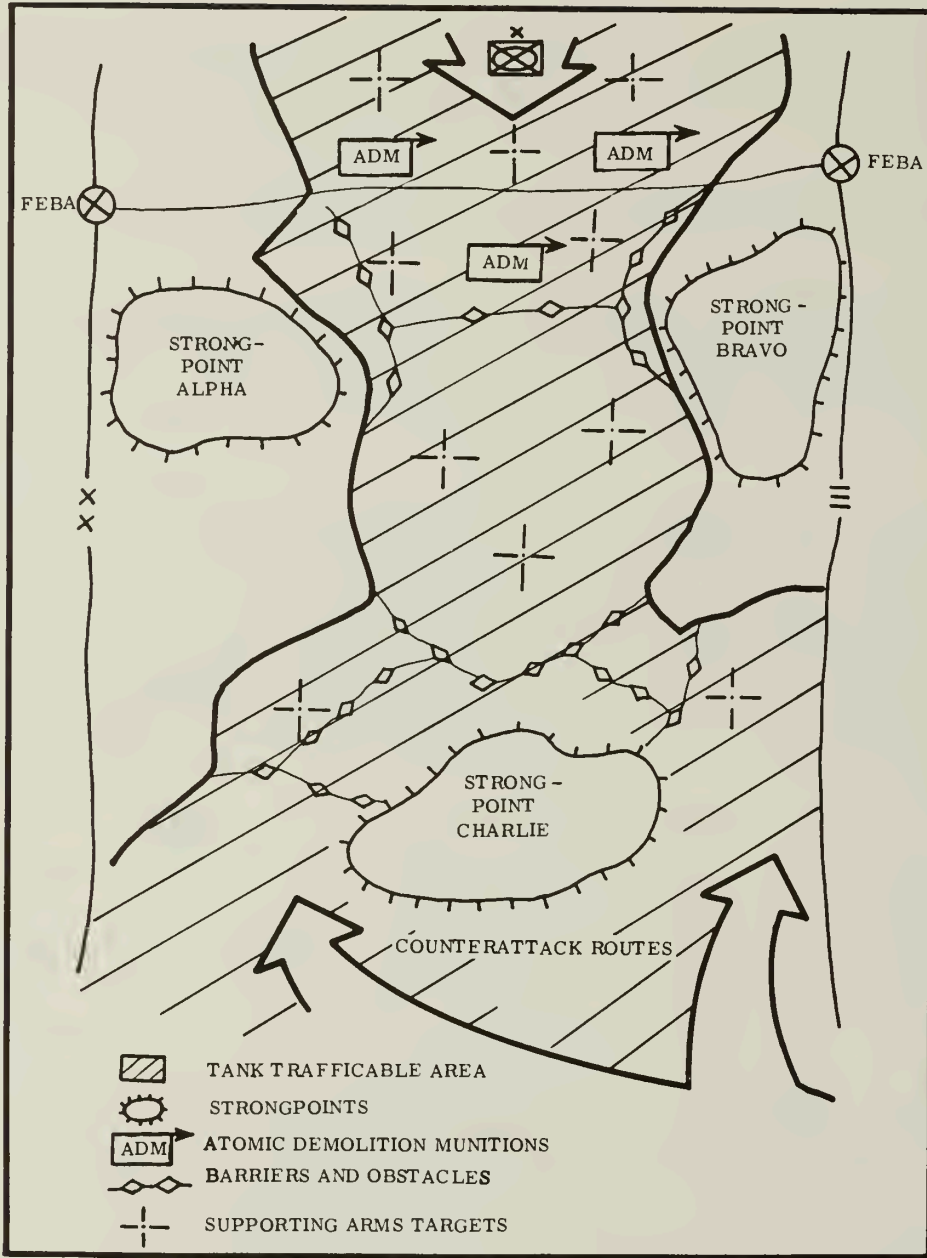 ADM
ADM
FEBA
FEBA
ADM
STRONG-
POINT
ALPHA
STRONG-
POINT
BRAVO
STRONG-
POINT
CHARLIE
COUNTERATTACK ROUTES
TANK TRAFFICABLE AREA
STRONGPOINTS
ADM ATOMIC DEMOLITION MUNITIONS
BARRIERS AND OBSTACLES
SUPPORTING ARMS TARGETS